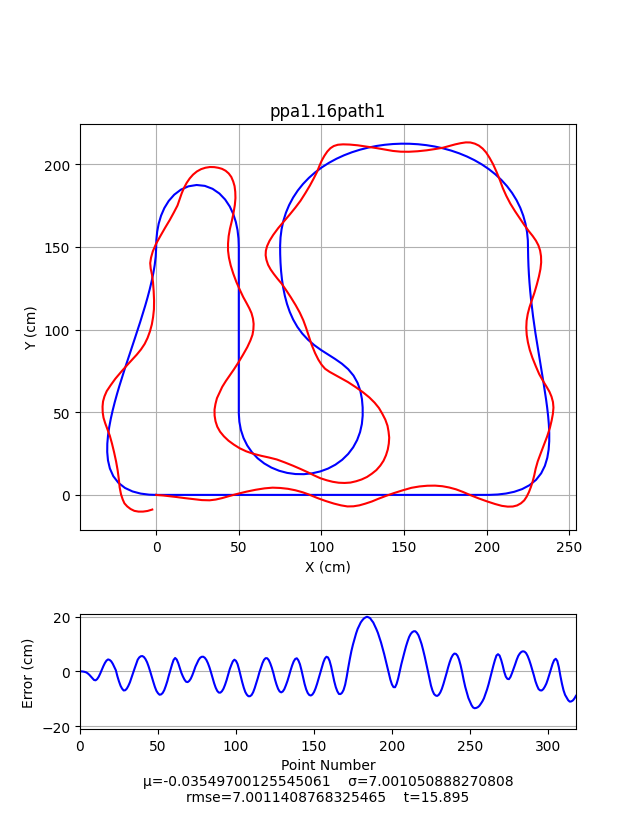 ppa1.16path1
200
150
100
50
0
Y (cm)
0 50 100 150 200 250
X (cm)
20
0
−20
Error (cm)
0 50 100 150 200 250 300
Point Number
μ=-0.03549700125545061 σ=7.001050888270808
rmse=7.0011408768325465 t=15.895